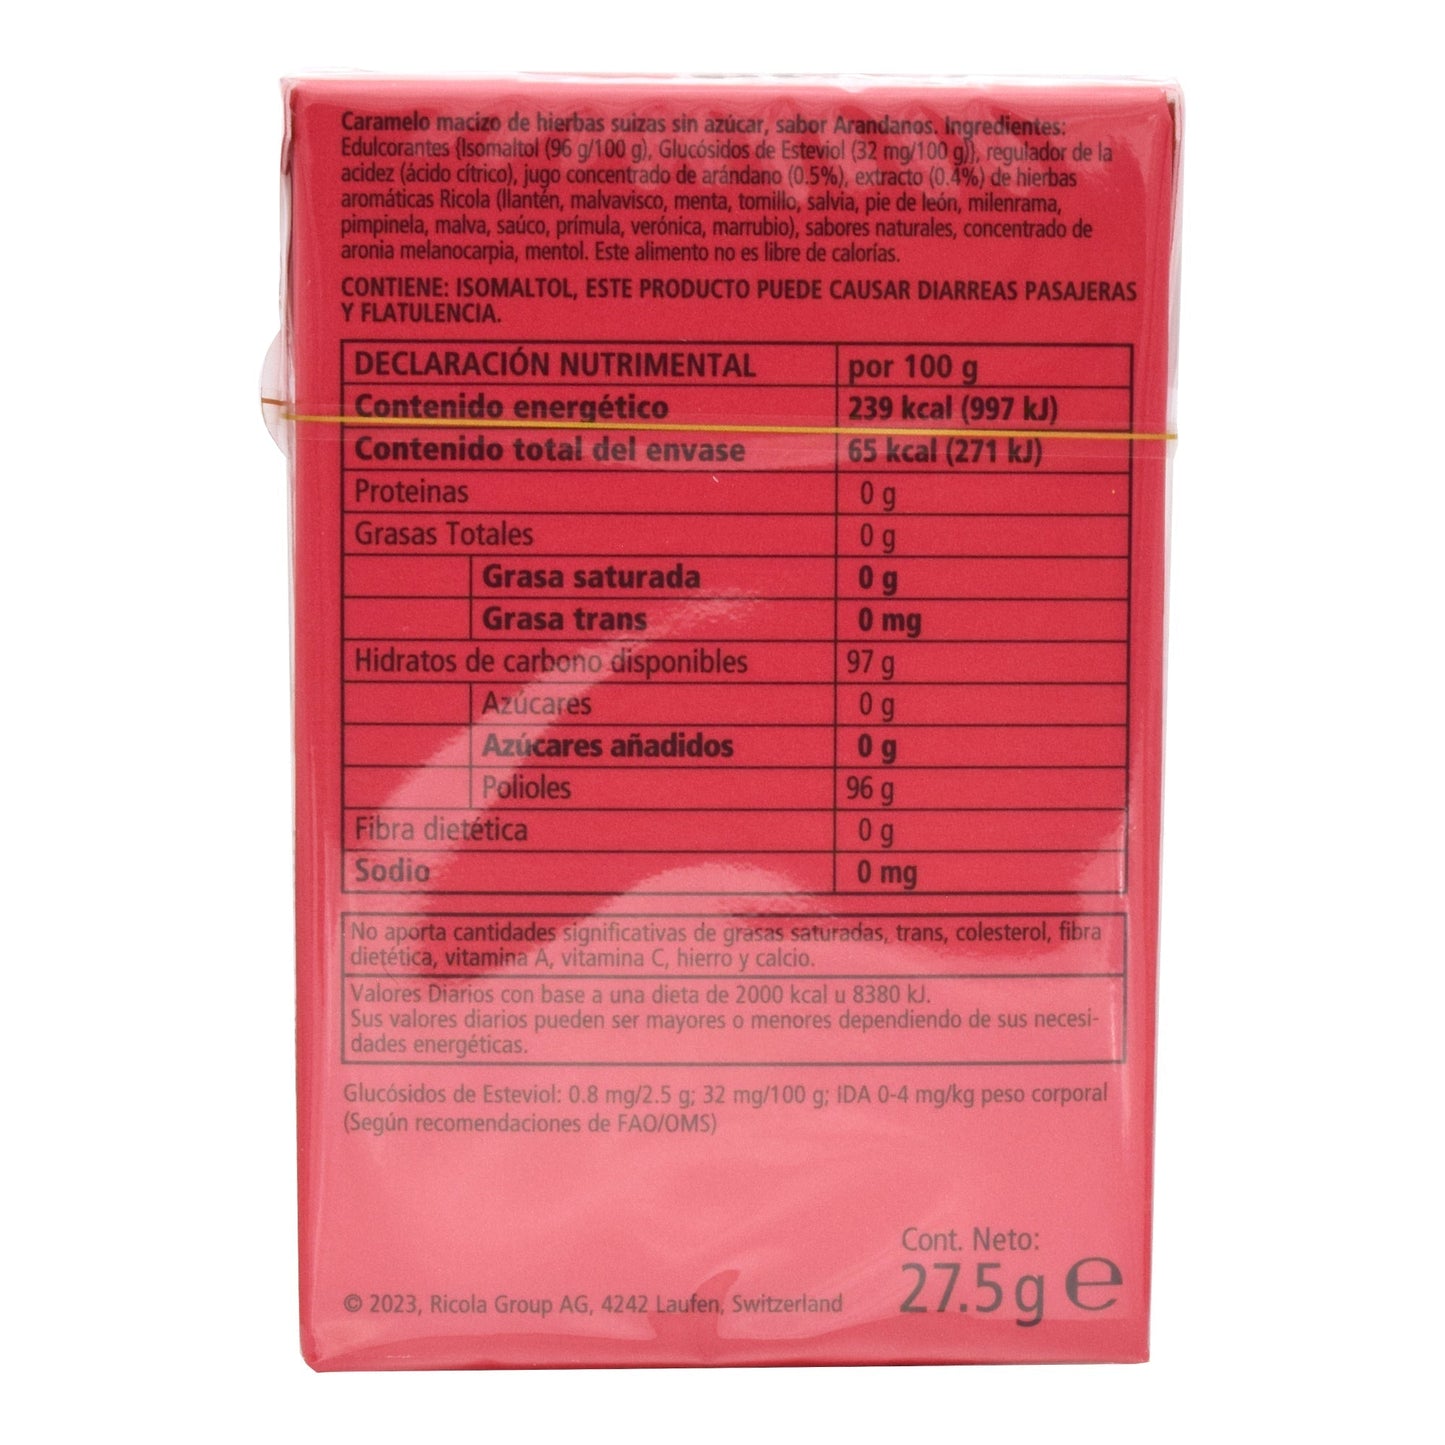 Caramelo macizo de hierbas suizas sin azúcar, sabor Arandanos. Ingredientes:
Edulcorantes {Isomaltol (96 g/100 g), Glucósidos de Esteviol (32 mg/100 g)}, regulador de la
acidez (ácido cítrico), jugo concentrado de arándano (0.5%), extracto (0.4%) de hierbas
aromáticas Ricola (llantén, malvavisco, menta, tomillo, salvia, pie de león, milenrama,
pimpinela, malva, saúco, prímula, verónica, marrubio), sabores naturales, concentrado de
aronia melanocarpia, mentol. Este alimento no es libre de calorías.
CONTIENE: ISOMALTOL, ESTE PRODUCTO PUEDE CAUSAR DIARREAS PASAJERAS
Y FLATULENCIA.
DECLARACIÓN NUTRIMENTAL por 100 g
Contenido energético 239 kcal (997 kJ)
Contenido total del envase 65 kcal (271 kJ)
Proteinas 0 g
Grasas Totales 0 g
Grasa saturada 0 g
Grasa trans 0 mg
Hidratos de carbono disponibles 97 g
Azúcares 0 g
Azúcares añadidos 0 g
Polioles 96 g
Fibra dietética 0 g
Sodio 0 mg
No aporta cantidades significativas de grasas saturadas, trans, colesterol, fibra
dietética, vitamina A, vitamina C, hierro y calcio.
Valores Diarios con base a una dieta de 2000 kcal u 8380 kJ.
Sus valores diarios pueden ser mayores o menores dependiendo de sus necesi-
dades energéticas.
Glucósidos de Esteviol: 0.8 mg/2.5 g; 32 mg/100 g; IDA 0-4 mg/kg peso corporal
(Según recomendaciones de FAO/OMS)
Cont. Neto:
27.5 g ℮
© 2023, Ricola Group AG, 4242 Laufen, Switzerland